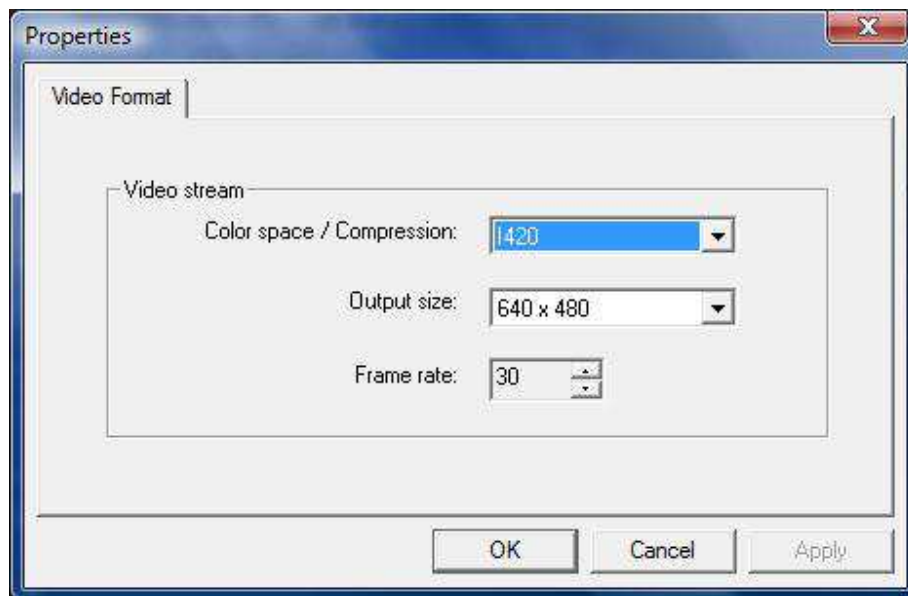 Properties
Video Format
Video stream
Color space / Compression: I420
Output size: 640 x 480
Frame rate: 30
OK Cancel Apply